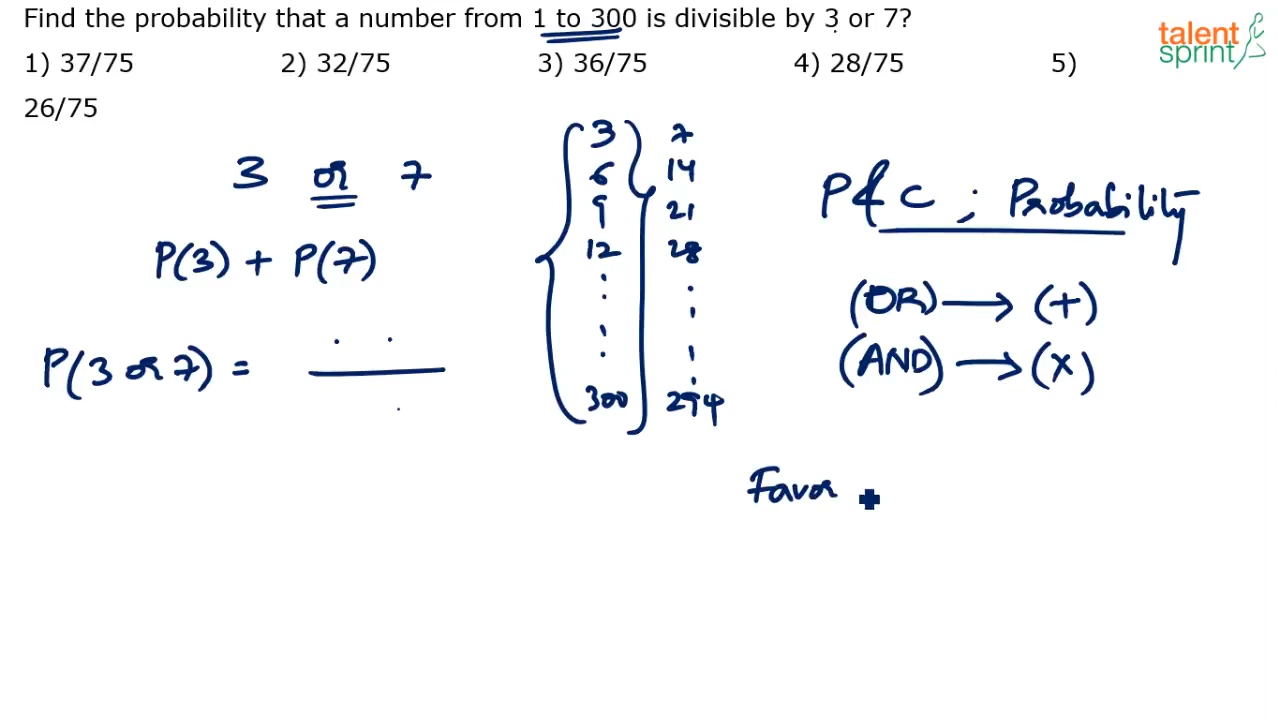 Find the probability that a number from 1 to 300 is divisible by 3 or 7?
talent
sprint
1) 37/75 2) 32/75 3) 36/75 4) 28/75 5)
26/75
3 or 7
P(3) + P(7)
P(3 or 7) =
3 7
6 14
9 21
12 28
300 294
P & C ; Probability
(OR) → (+)
(AND) → (x)
Favor